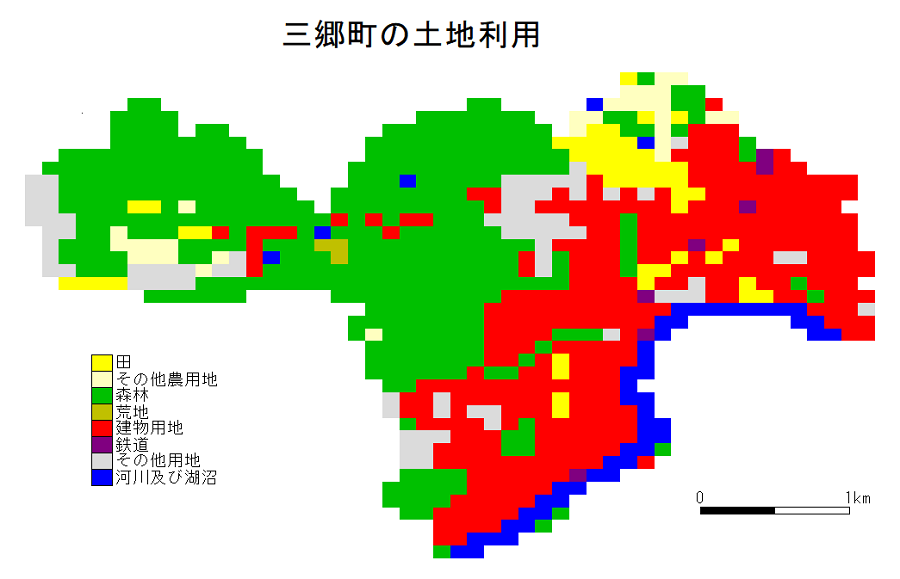 三郷町の土地利用
田
その他農用地
森林
荒地
建物用地
鉄道
その他用地
河川及び湖沼
0 1km